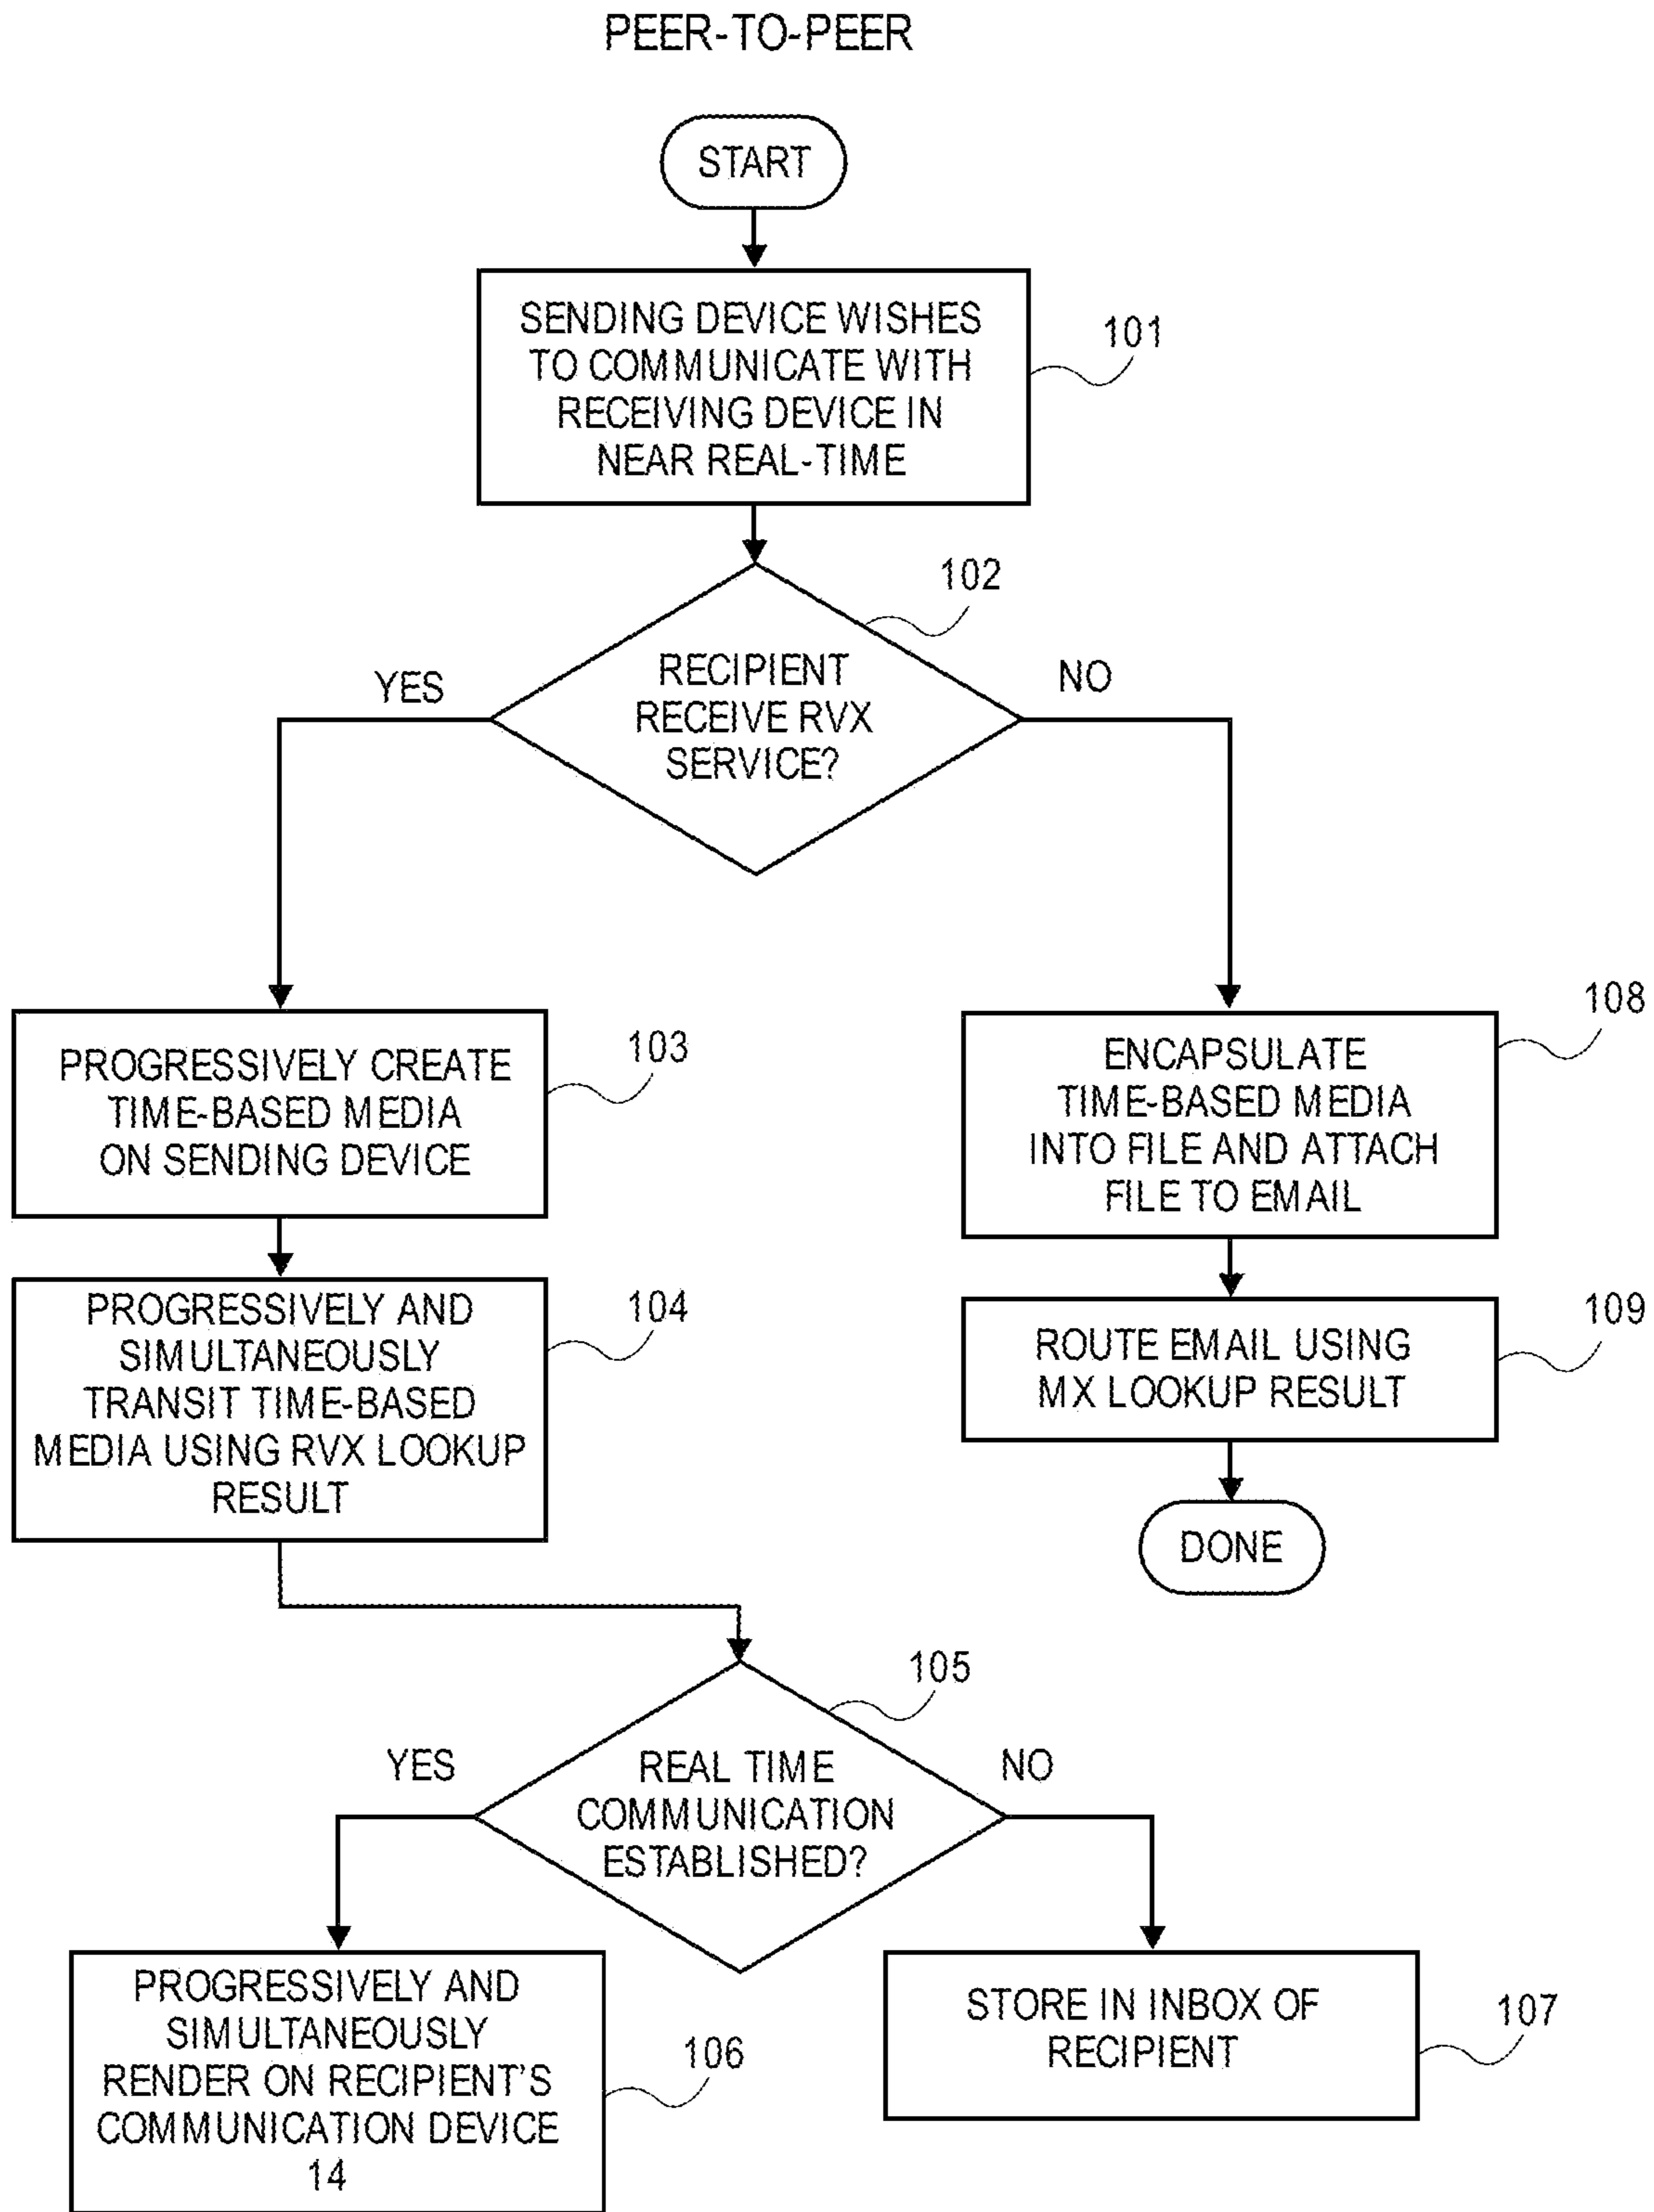 PEER-TO-PEER
START
SENDING DEVICE WISHES
TO COMMUNICATE WITH
RECEIVING DEVICE IN
NEAR REAL-TIME
101
102
RECIPIENT
RECEIVE RVX
SERVICE?
YES
NO
PROGRESSIVELY CREATE
TIME-BASED MEDIA
ON SENDING DEVICE
103
ENCAPSULATE
TIME-BASED MEDIA
INTO FILE AND ATTACH
FILE TO EMAIL
108
PROGRESSIVELY AND
SIMULTANEOUSLY
TRANSIT TIME-BASED
MEDIA USING RVX LOOKUP
RESULT
104
ROUTE EMAIL USING
MX LOOKUP RESULT
109
DONE
105
REAL TIME
COMMUNICATION
ESTABLISHED?
YES
NO
PROGRESSIVELY AND
SIMULTANEOUSLY
RENDER ON RECIPIENT'S
COMMUNICATION DEVICE
14
106
STORE IN INBOX OF
RECIPIENT
107